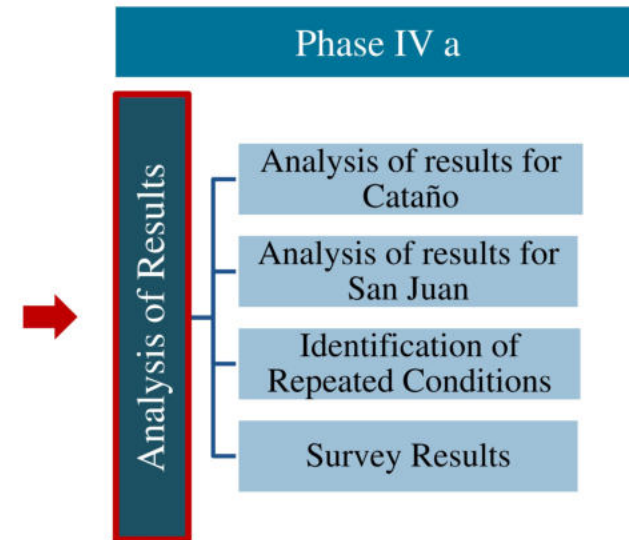 Phase IV a
Analysis of Results
Analysis of results for
Cataño
Analysis of results for
San Juan
Identification of
Repeated Conditions
Survey Results